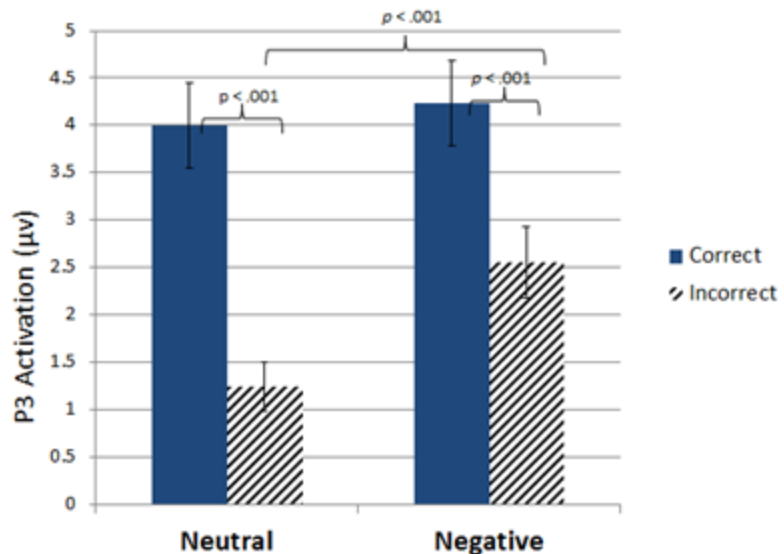 p < .001
p < .001
p < .001
5
4.5
4
3.5
3
2.5
2
1.5
1
0.5
0
P3 Activation (μv)
Correct
Incorrect
Neutral
Negative